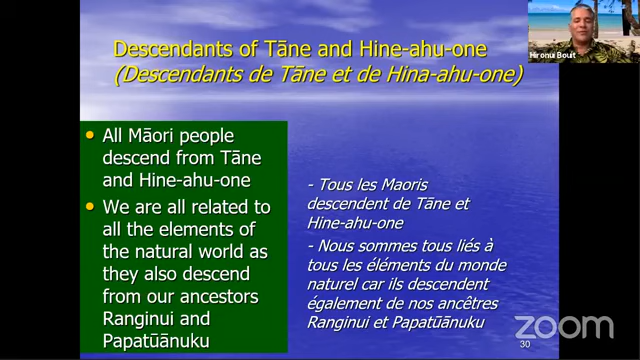 Descendants of Tāne and Hine-ahu-one
(Descendants de Tāne et de Hina-ahu-one)
Hironui Bouit
All Māori people
descend from Tāne
and Hine-ahu-one
We are all related to
all the elements of
the natural world as
they also descend
from our ancestors
Ranginui and
Papatūānuku
- Tous les Maoris
descendent de Tāne et
Hine-ahu-one
- Nous sommes tous liés à
tous les éléments du monde
naturel car ils descendent
également de nos ancêtres
Ranginui et Papatūānuku
zoom
30